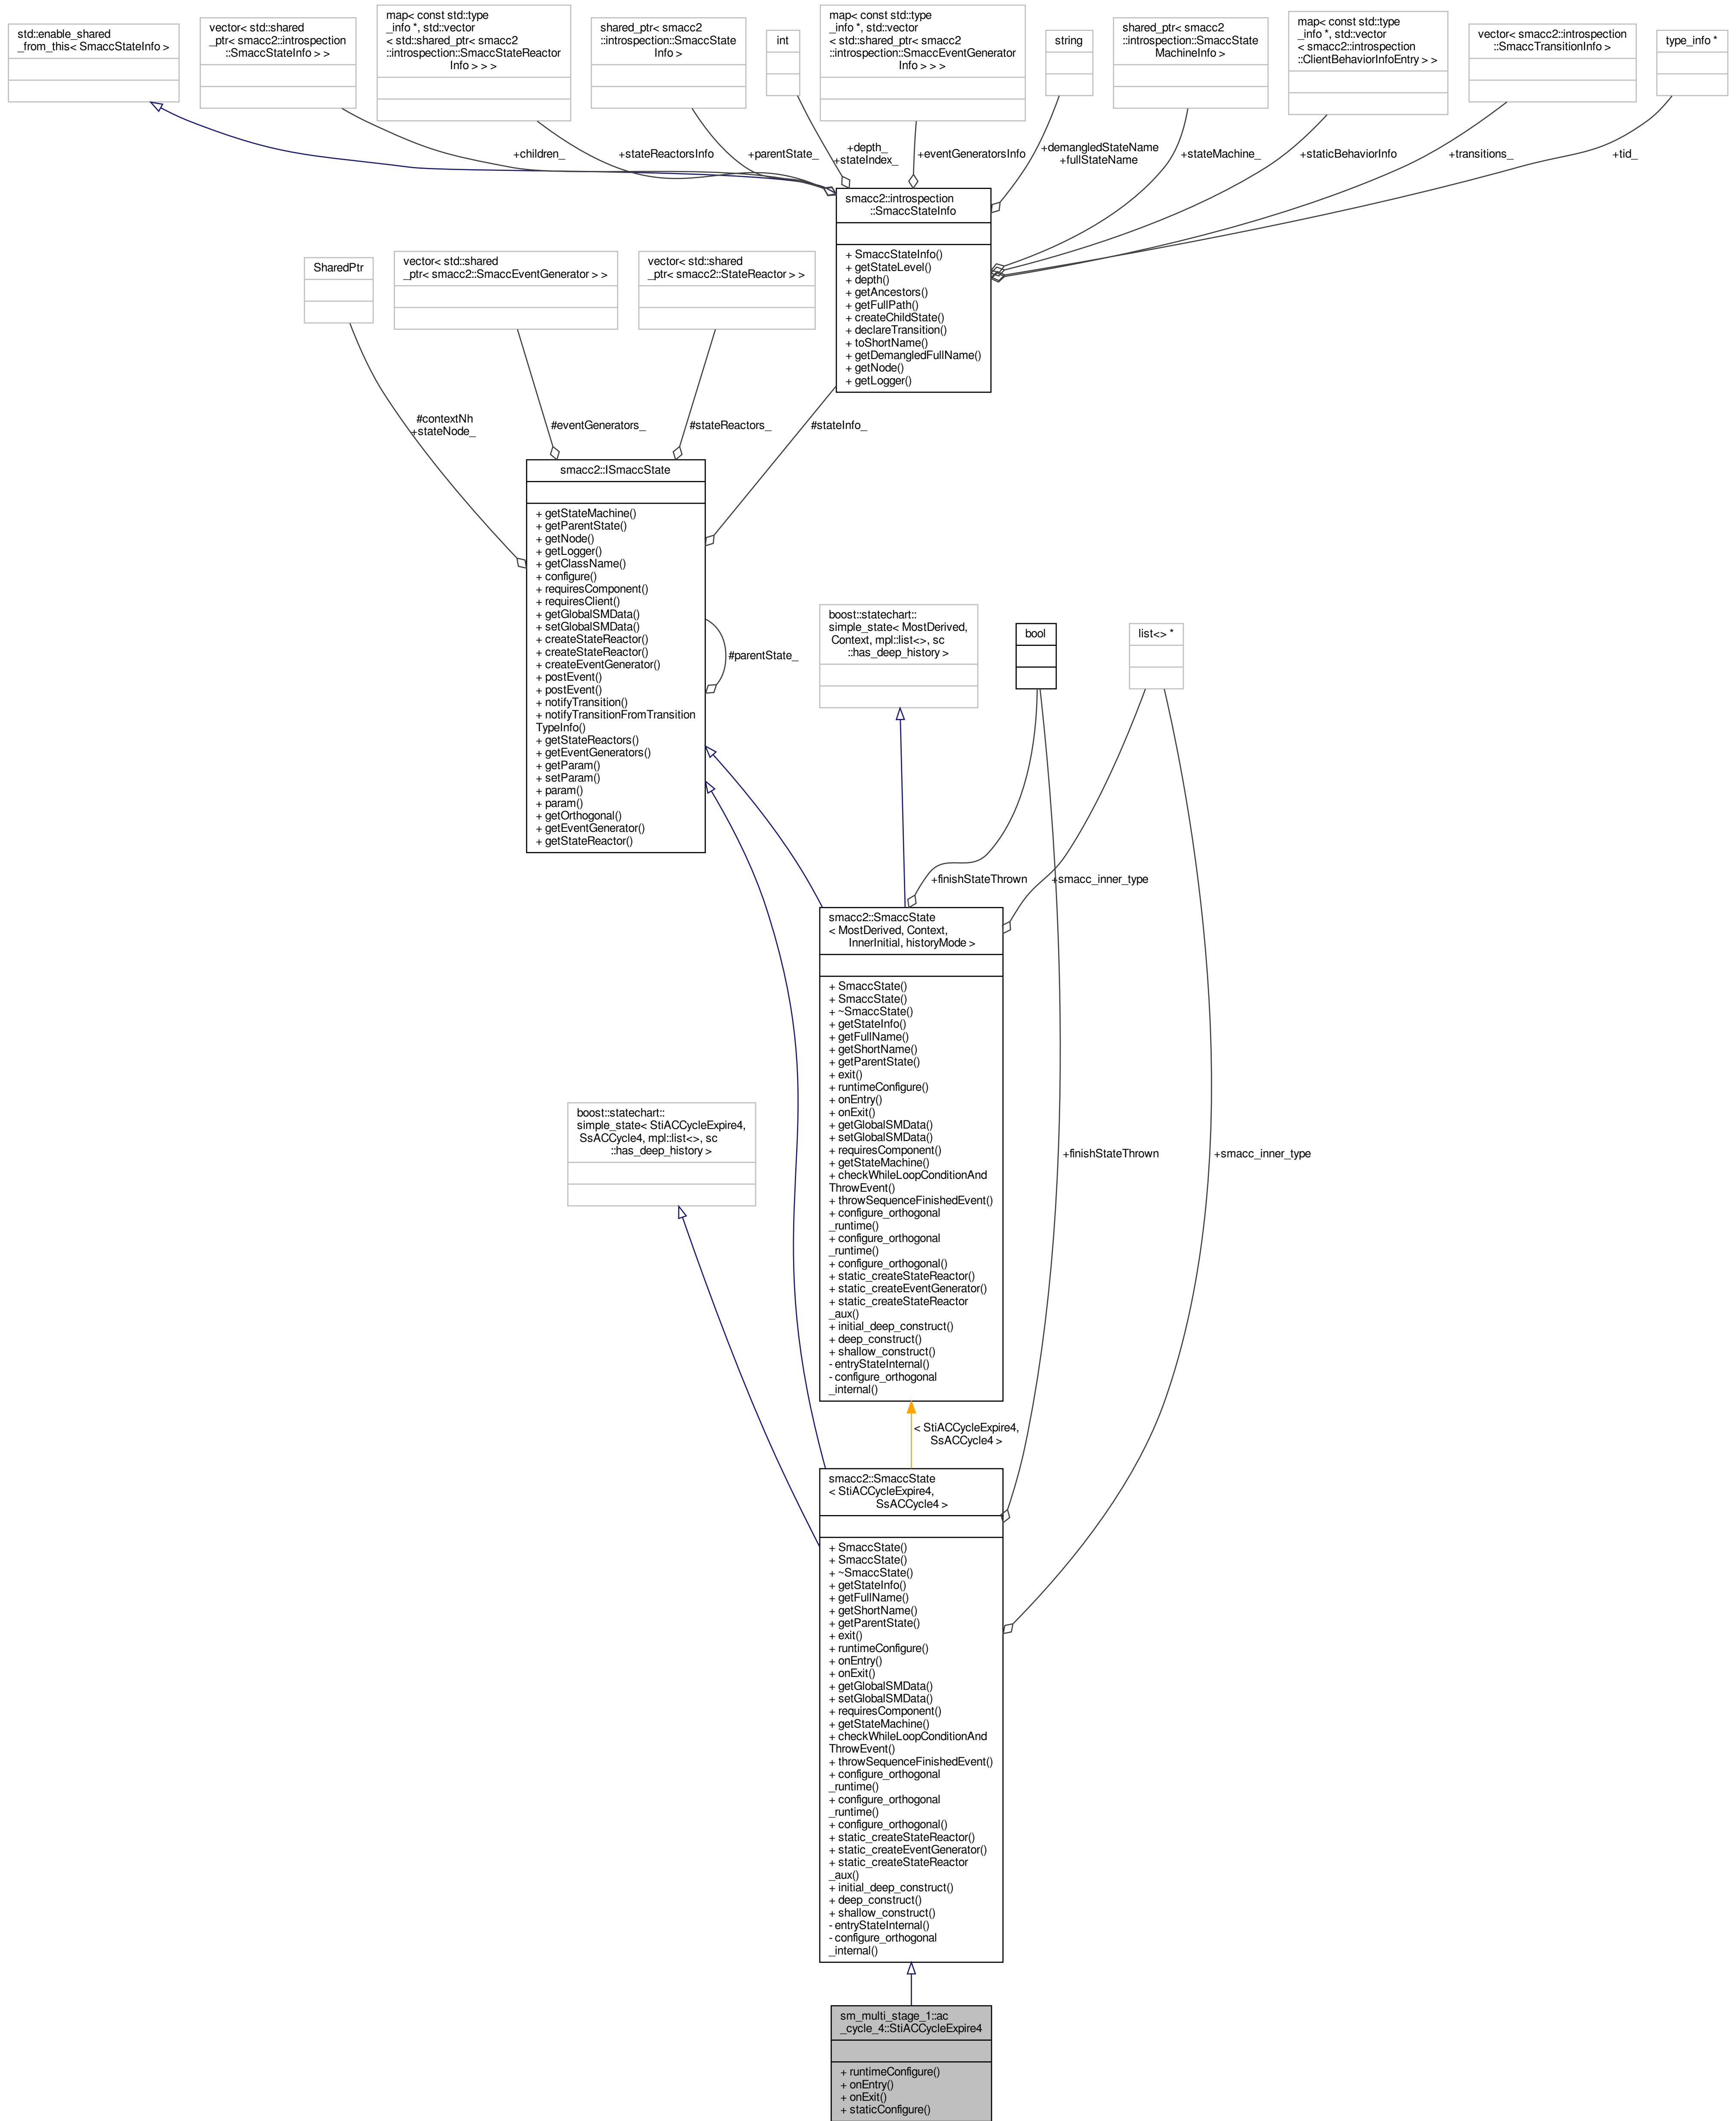 std::enable_shared
_from_this< SmaccStateInfo >
vector< std::shared
_ptr< smacc2::introspection
::SmaccStateInfo > >
map< const std::type
_info *, std::vector
< std::shared_ptr< smacc2
::introspection::SmaccStateReactor
Info > > >
shared_ptr< smacc2
::introspection::SmaccState
Info >
int
map< const std::type
_info *, std::vector
< std::shared_ptr< smacc2
::introspection::SmaccEventGenerator
Info > > >
string
shared_ptr< smacc2
::introspection::SmaccState
MachineInfo >
map< const std::type
_info *, std::vector
< smacc2::introspection
::ClientBehaviorInfoEntry > >
vector< smacc2::introspection
::SmaccTransitionInfo >
type_info *
+children_
+stateReactorsInfo
+parentState_
+depth_
+stateIndex_
+eventGeneratorsInfo
+demangledStateName
+fullStateName
+stateMachine_
+staticBehaviorInfo
+transitions_
+tid_
smacc2::introspection
::SmaccStateInfo
+ SmaccStateInfo()
+ getStateLevel()
+ depth()
+ getAncestors()
+ getFullPath()
+ createChildState()
+ declareTransition()
+ toShortName()
+ getDemangledFullName()
+ getNode()
+ getLogger()
SharedPtr
vector< std::shared
_ptr< smacc2::SmaccEventGenerator > >
vector< std::shared
_ptr< smacc2::StateReactor > >
#contextNh
+stateNode_
#eventGenerators_
#stateReactors_
#stateInfo_
smacc2::ISmaccState
+ getStateMachine()
+ getParentState()
+ getNode()
+ getLogger()
+ getClassName()
+ configure()
+ requiresComponent()
+ requiresClient()
+ getGlobalSMData()
+ setGlobalSMData()
+ createStateReactor()
+ createStateReactor()
+ createEventGenerator()
+ postEvent()
+ postEvent()
+ notifyTransition()
+ notifyTransitionFromTransition
TypeInfo()
+ getStateReactors()
+ getEventGenerators()
+ getParam()
+ setParam()
+ param()
+ param()
+ getOrthogonal()
+ getEventGenerator()
+ getStateReactor()
#parentState_
boost::statechart::
simple_state< MostDerived,
Context, mpl::list<>, sc
::has_deep_history >
bool
list<> *
+finishStateThrown
+smacc_inner_type
smacc2::SmaccState
< MostDerived, Context,
InnerInitial, historyMode >
+ SmaccState()
+ SmaccState()
+ ~SmaccState()
+ getStateInfo()
+ getFullName()
+ getShortName()
+ getParentState()
+ exit()
+ runtimeConfigure()
+ onEntry()
+ onExit()
+ getGlobalSMData()
+ setGlobalSMData()
+ requiresComponent()
+ getStateMachine()
+ checkWhileLoopConditionAnd
ThrowEvent()
+ throwSequenceFinishedEvent()
+ configure_orthogonal
_runtime()
+ configure_orthogonal
_runtime()
+ configure_orthogonal()
+ static_createStateReactor()
+ static_createEventGenerator()
+ static_createStateReactor
_aux()
+ initial_deep_construct()
+ deep_construct()
+ shallow_construct()
- entryStateInternal()
- configure_orthogonal
_internal()
boost::statechart::
simple_state< StiACCycleExpire4,
SsACCycle4, mpl::list<>, sc
::has_deep_history >
+finishStateThrown
+smacc_inner_type
< StiACCycleExpire4,
SsACCycle4 >
smacc2::SmaccState
< StiACCycleExpire4,
SsACCycle4 >
+ SmaccState()
+ SmaccState()
+ ~SmaccState()
+ getStateInfo()
+ getFullName()
+ getShortName()
+ getParentState()
+ exit()
+ runtimeConfigure()
+ onEntry()
+ onExit()
+ getGlobalSMData()
+ setGlobalSMData()
+ requiresComponent()
+ getStateMachine()
+ checkWhileLoopConditionAnd
ThrowEvent()
+ throwSequenceFinishedEvent()
+ configure_orthogonal
_runtime()
+ configure_orthogonal
_runtime()
+ configure_orthogonal()
+ static_createStateReactor()
+ static_createEventGenerator()
+ static_createStateReactor
_aux()
+ initial_deep_construct()
+ deep_construct()
+ shallow_construct()
- entryStateInternal()
- configure_orthogonal
_internal()
sm_multi_stage_1::ac
_cycle_4::StiACCycleExpire4
+ runtimeConfigure()
+ onEntry()
+ onExit()
+ staticConfigure()